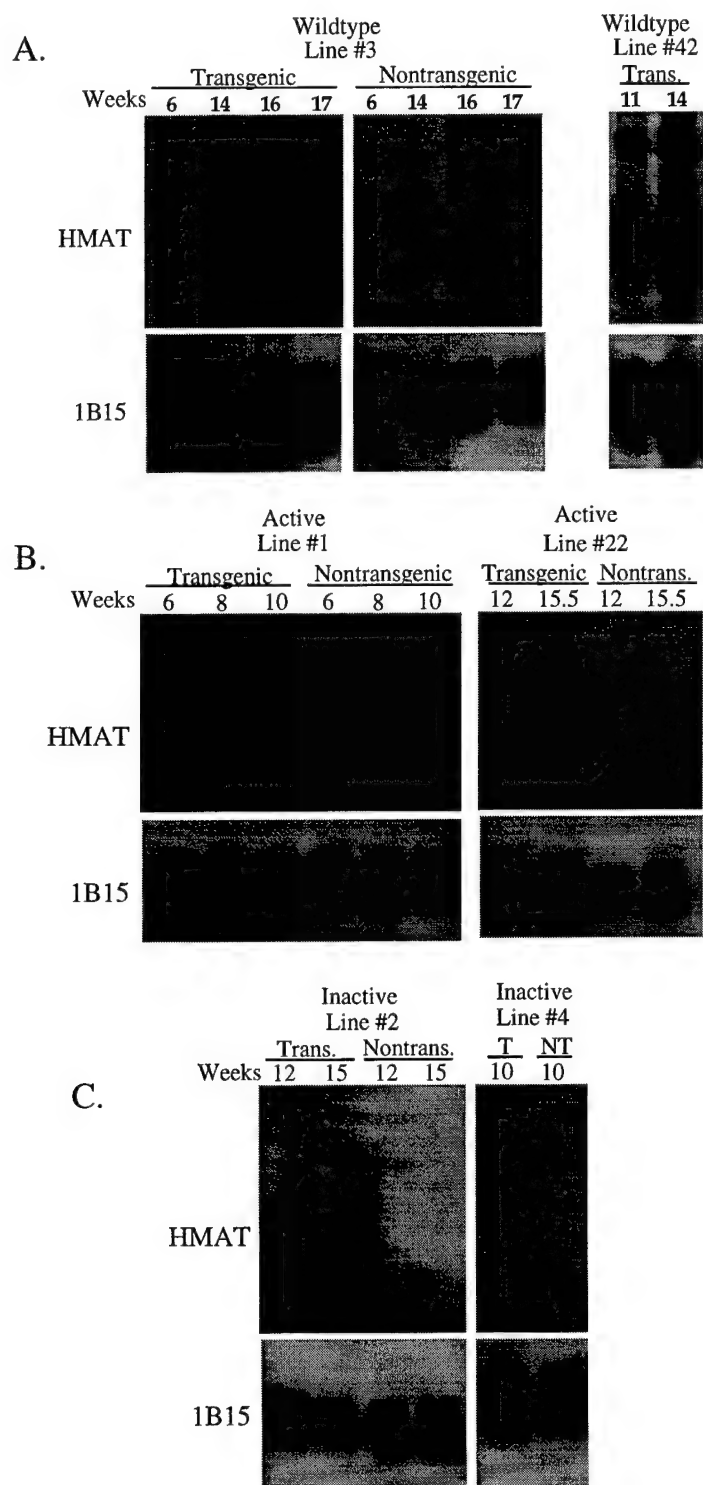 A.
Wildtype
Line #3
Wildtype
Line #42
Transgenic
Nontransgenic
Trans.
Weeks 6 14 16 17 6 14 16 17 11 14
HMAT
1B15
B.
Active
Line #1
Active
Line #22
Transgenic Nontransgenic
Transgenic Nontrans.
Weeks 6 8 10 6 8 10 12 15.5 12 15.5
HMAT
1B15
C.
Inactive
Line #2
Inactive
Line #4
Trans. Nontrans.
T NT
Weeks 12 15 12 15 10 10
HMAT
1B15